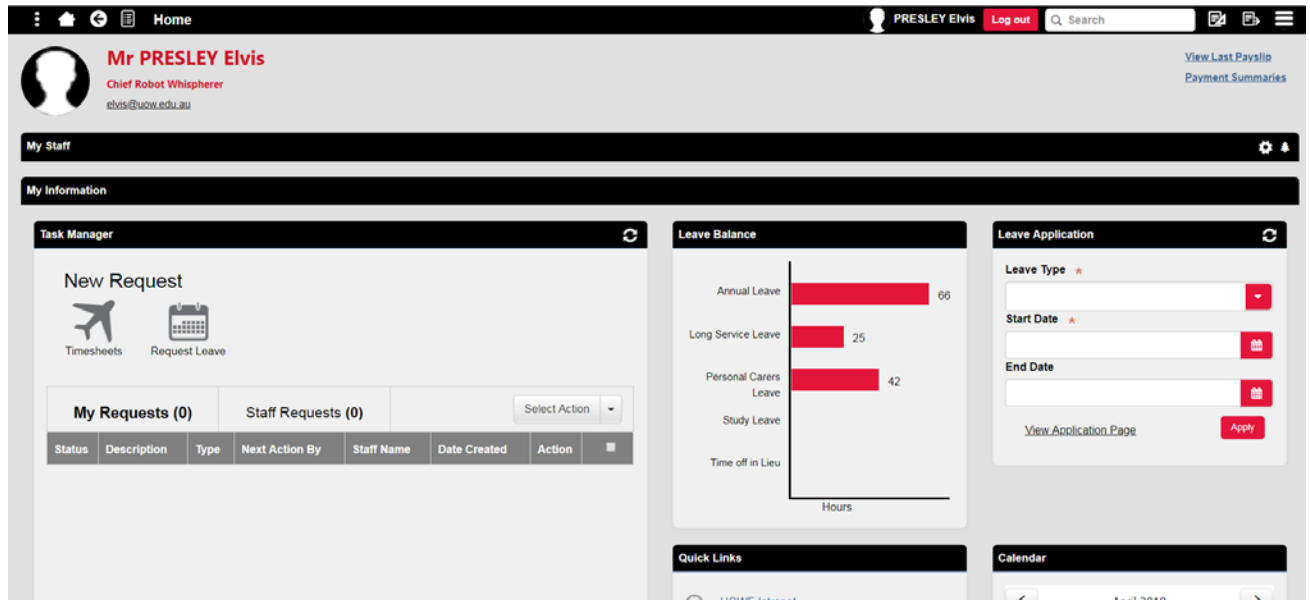 Home
PRESLEY Elvis
Log out
Search
Mr PRESLEY Elvis
Chief Robot Whispherer
elvis@uow.edu.au
View Last Payslip
Payment Summaries
My Staff
My Information
Task Manager
New Request
Timesheets
Request Leave
My Requests (0)
Staff Requests (0)
Select Action
Status
Description
Type
Next Action By
Staff Name
Date Created
Action
Leave Balance
Annual Leave
66
Long Service Leave
25
Personal Carers
Leave
42
Study Leave
Time off in Lieu
Hours
Leave Application
Leave Type *
Start Date *
End Date
View Application Page
Apply
Quick Links
Calendar